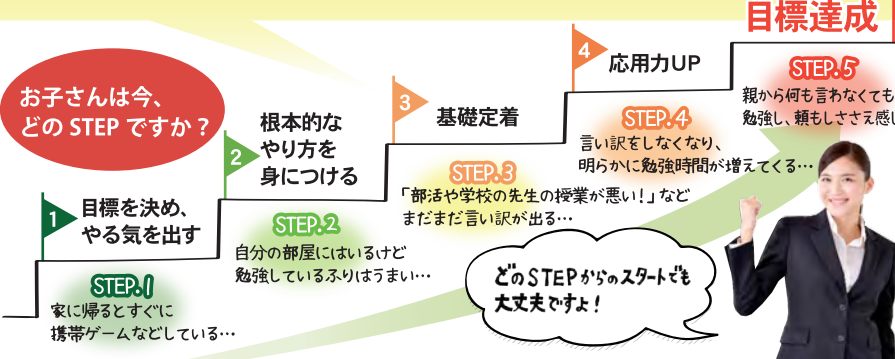 目標達成
お子さんは今、
どの STEP ですか？
1
目標を決め、
やる気を出す
STEP.1
家に帰るとすぐに
携帯ゲームなどしている…
2
根本的な
やり方を
身につける
STEP.2
自分の部屋にはいるけど
勉強しているふりはうまい…
3
基礎定着
STEP.3
「部活や学校の先生の授業が悪い！」など
まだまだ言い訳が出る…
4
応用力UP
STEP.4
言い訳をしなくなり、
明らかに勉強時間が増えてくる…
STEP.5
親から何も言わなくても
勉強し、頼もしささえ感じ
どのSTEPからのスタートでも
大丈夫ですよ！